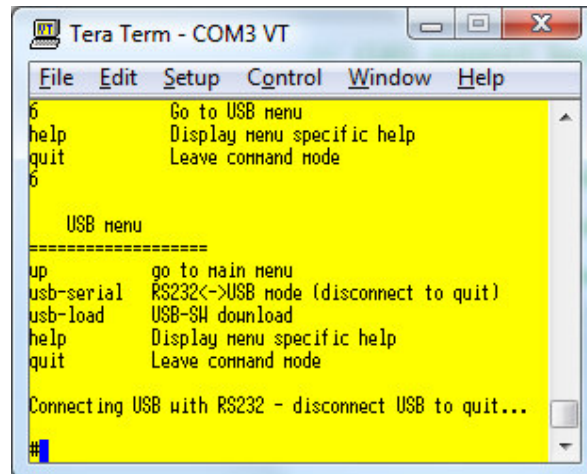 Tera Term - COM3 VT
File Edit Setup Control Window Help
6 Go to USB menu
help Display menu specific help
quit Leave command mode
6
USB menu
===================
up go to main menu
usb-serial RS232<->USB mode (disconnect to quit)
usb-load USB-SW download
help Display menu specific help
quit Leave command mode
Connecting USB with RS232 - disconnect USB to quit...
#